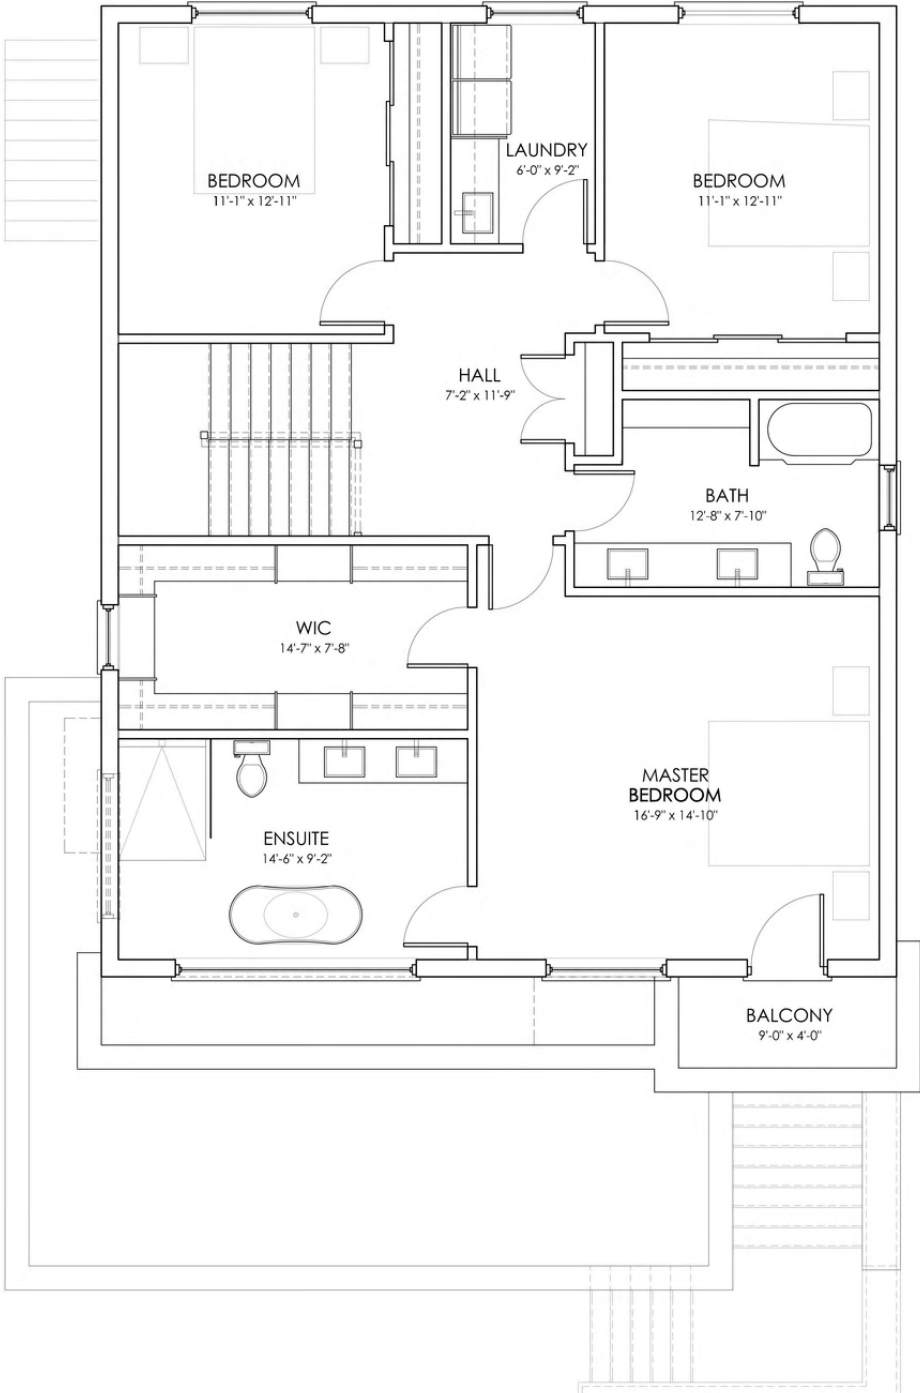 LAUNDRY
6'-0" x 9'-2"
BEDROOM
11'-1" x 12'-11"
BEDROOM
11'-1" x 12'-11"
HALL
7'-2" x 11'-9"
BATH
12'-8" x 7'-10"
WIC
14'-7" x 7'-8"
MASTER
BEDROOM
16'-9" x 14'-10"
ENSUITE
14'-6" x 9'-2"
BALCONY
9'-0" x 4'-0"